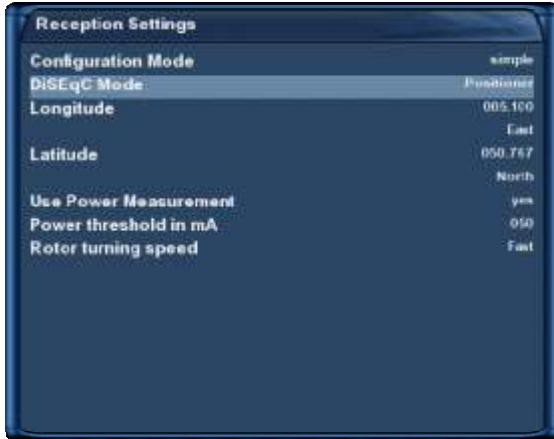 Reception Settings
Configuration Mode simple
DiSEqC Mode Positioner
Longitude 005.100
East
Latitude 050.767
North
Use Power Measurement yes
Power threshold in mA 050
Rotor turning speed Fast